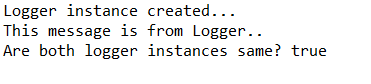 Logger instance created...
This message is from Logger..
Are both logger instances same? true